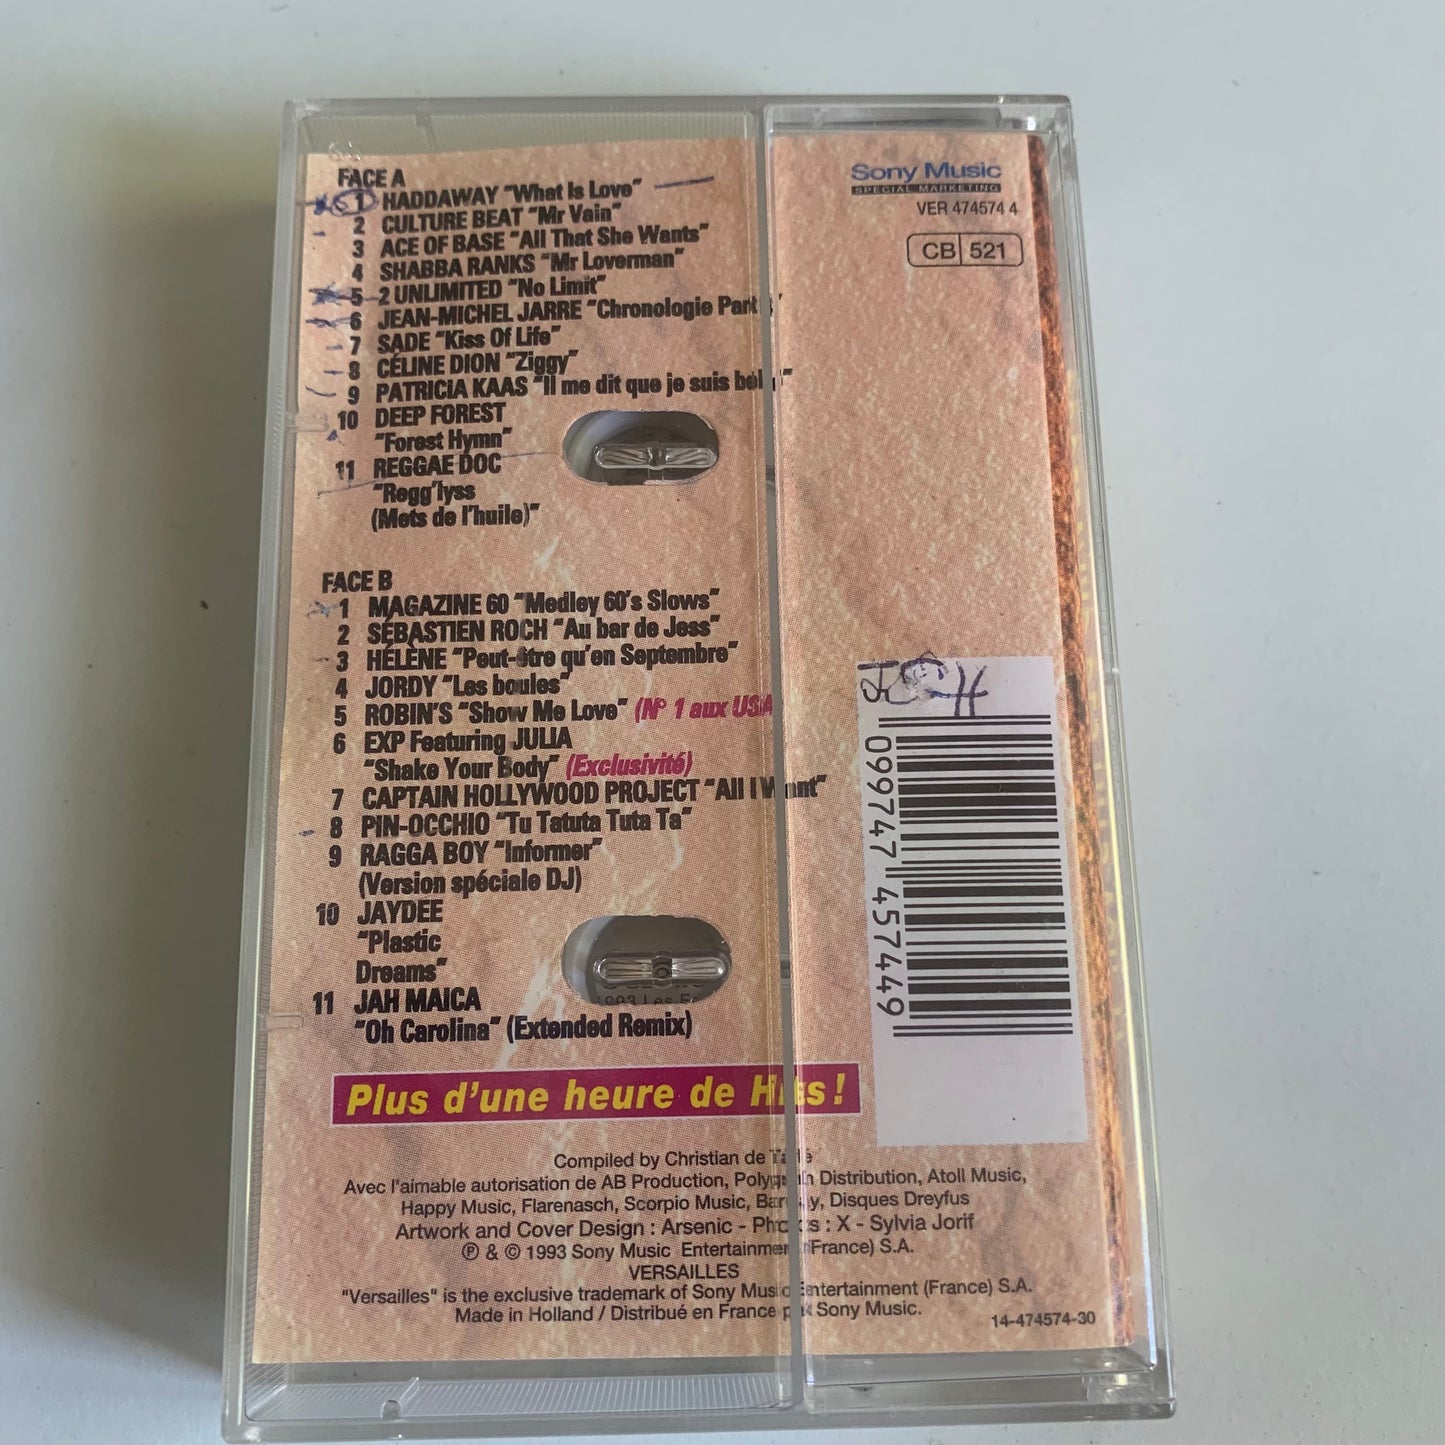 FACE A
1 HADDAWAY "What Is Love"
2 CULTURE BEAT "Mr Vain"
3 ACE OF BASE "All That She Wants"
4 SHABBA RANKS "Mr Loverman"
5 2 UNLIMITED "No Limit"
6 JEAN-MICHEL JARRE "Chronologie Part
7 SADE "Kiss Of Life"
8 CÉLINE DION "Ziggy"
9 PATRICIA KAAS "Il me dit que je suis belle"
10 DEEP FOREST
"Forest Hymn"
11 REGGAE DOC
"Regg'lyss
(Mets de l'huile)"
FACE B
1 MAGAZINE 60 "Medley 60's Slows"
2 SÉBASTIEN ROCH "Au bar de Jess"
3 HÉLÈNE "Peut-être qu'en Septembre"
4 JORDY "Les boules"
5 ROBIN'S "Show Me Love" (N° 1 aux USA
6 EXP Featuring JULIA
"Shake Your Body" (Exclusivité)
7 CAPTAIN HOLLYWOOD PROJECT "All I Want"
8 PIN-OCCHIO "Tu Tatuta Tuta Ta"
9 RAGGA BOY "Informer"
(Version spéciale DJ)
10 JAYDEE
"Plastic
Dreams"
11 JAH MAICA
"Oh Carolina" (Extended Remix)
Plus d'une heure de Hits !
Compiled by Christian de
Avec l'aimable autorisation de AB Production, Polygram Distribution, Atoll Music,
Happy Music, Flarenasch, Scorpio Music, Barclay, Disques Dreyfus
Artwork and Cover Design : Arsenic - Photos : X - Sylvia Jorif
℗ & © 1993 Sony Music Entertainment (France) S.A.
VERSAILLES
"Versailles" is the exclusive trademark of Sony Music Entertainment (France) S.A.
Made in Holland / Distribué en France par Sony Music.
14-474574-30
Sony Music
SPECIAL MARKETING
VER 474574 4
CB 521
099747 457449